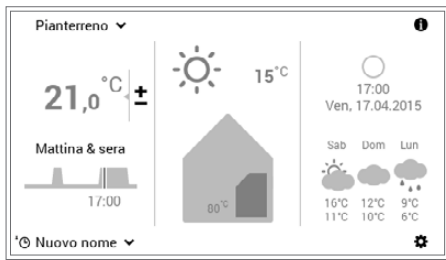 Pianterreno
21,0°C ±
Mattina & sera
17:00
Nuovo nome
15°C
80°C
17:00
Ven, 17.04.2015
Sab Dom Lun
16°C 12°C 9°C
11°C 10°C 6°C